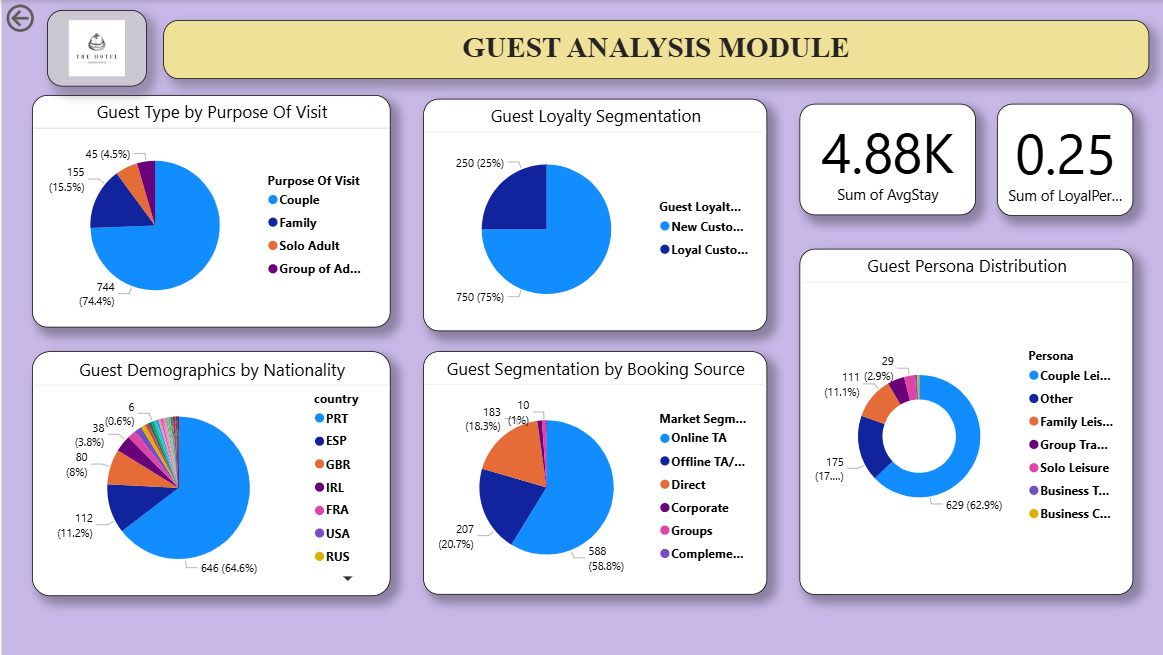 THE HOTEL
GUEST ANALYSIS MODULE
Guest Type by Purpose Of Visit
45 (4.5%)
155
(15.5%)
744
(74.4%)
Purpose Of Visit
Couple
Family
Solo Adult
Group of Ad...
Guest Loyalty Segmentation
250 (25%)
750 (75%)
Guest Loyalt...
New Custo...
Loyal Custo...
4.88K
Sum of AvgStay
0.25
Sum of LoyalPer...
Guest Demographics by Nationality
6
(0.6%)
38
(3.8%)
80
(8%)
112
(11.2%)
646 (64.6%)
country
PRT
ESP
GBR
IRL
FRA
USA
RUS
Guest Segmentation by Booking Source
10
(1%)
183
(18.3%)
207
(20.7%)
588
(58.8%)
Market Segm...
Online TA
Offline TA/...
Direct
Corporate
Groups
Compleme...
Guest Persona Distribution
29
(2.9%)
111
(11.1%)
175
(17....)
629 (62.9%)
Persona
Couple Lei...
Other
Family Leis...
Group Tra...
Solo Leisure
Business T...
Business C...